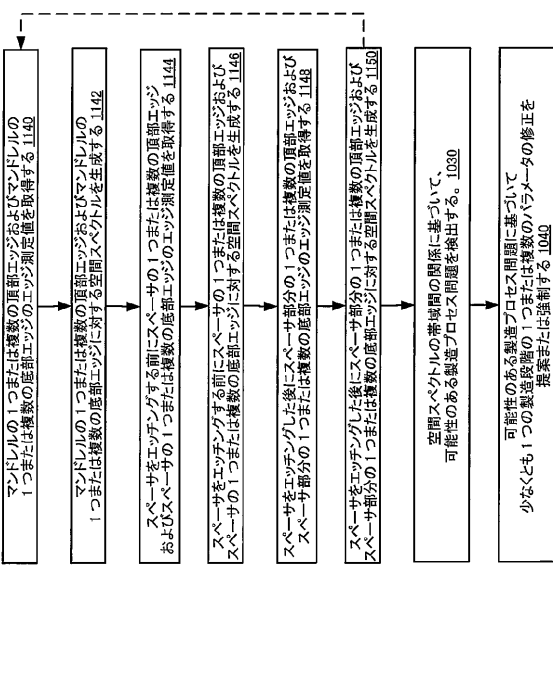 マンドレルの１つまたは複数の頂部エッジおよびマンドレルの
１つまたは複数の底部エッジのエッジ測定値を取得する 1140
マンドレルの１つまたは複数の頂部エッジおよびマンドレルの
１つまたは複数の底部エッジに対する空間スペクトルを生成する 1142
スペーサをエッチングする前にスペーサの１つまたは複数の頂部エッジ
およびスペーサの１つまたは複数の底部エッジのエッジ測定値を取得する 1144
スペーサをエッチングする前にスペーサの１つまたは複数の頂部エッジおよび
スペーサの１つまたは複数の底部エッジに対する空間スペクトルを生成する 1146
スペーサをエッチングした後にスペーサ部分の１つまたは複数の頂部エッジおよび
スペーサ部分の１つまたは複数の底部エッジのエッジ測定値を取得する 1148
スペーサをエッチングした後にスペーサ部分の１つまたは複数の頂部エッジおよび
スペーサ部分の１つまたは複数の底部エッジに対する空間スペクトルを生成する 1150
空間スペクトルの帯域間の関係に基づいて、
可能性のある製造プロセス問題を検出する。1030
可能性のある製造プロセス問題に基づいて
少なくとも１つの製造段階の１つまたは複数のパラメータの修正を
提案または強制する 1040